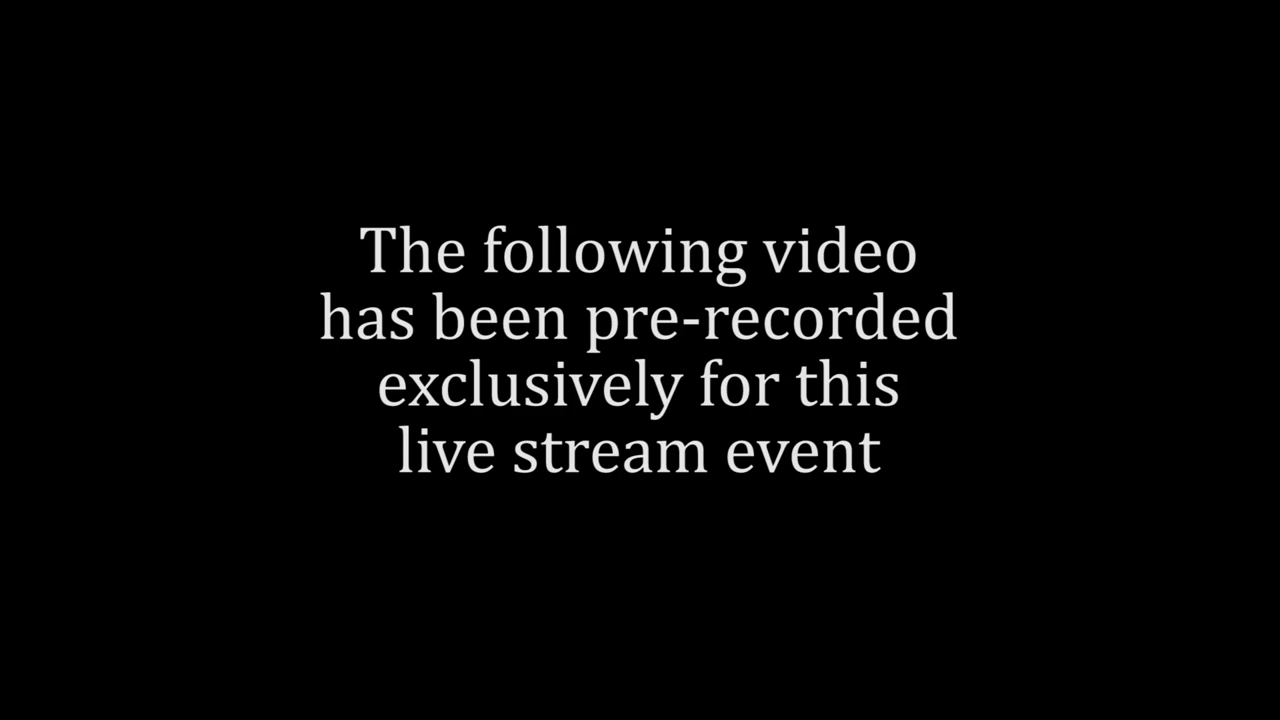 The following video
has been pre-recorded
exclusively for this
live stream event